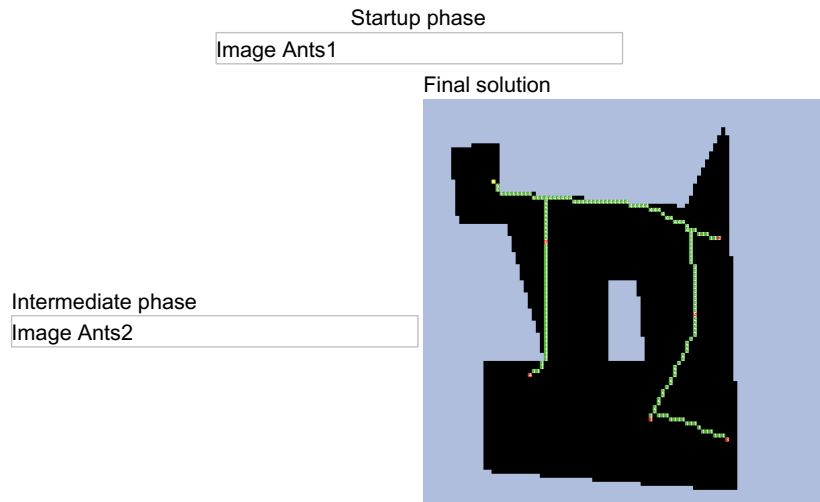 Startup phase
Image Ants1
Final solution
Intermediate phase
Image Ants2